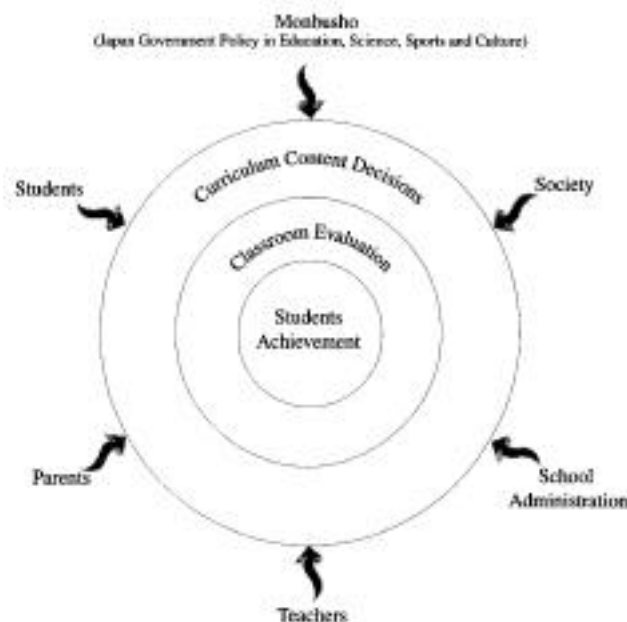 Monbusho
(Japan Government Policy in Education, Science, Sports and Culture)
Curriculum Content Decisions
Students
Society
Classroom Evaluation
Students
Achievement
Parents
School
Administration
Teachers